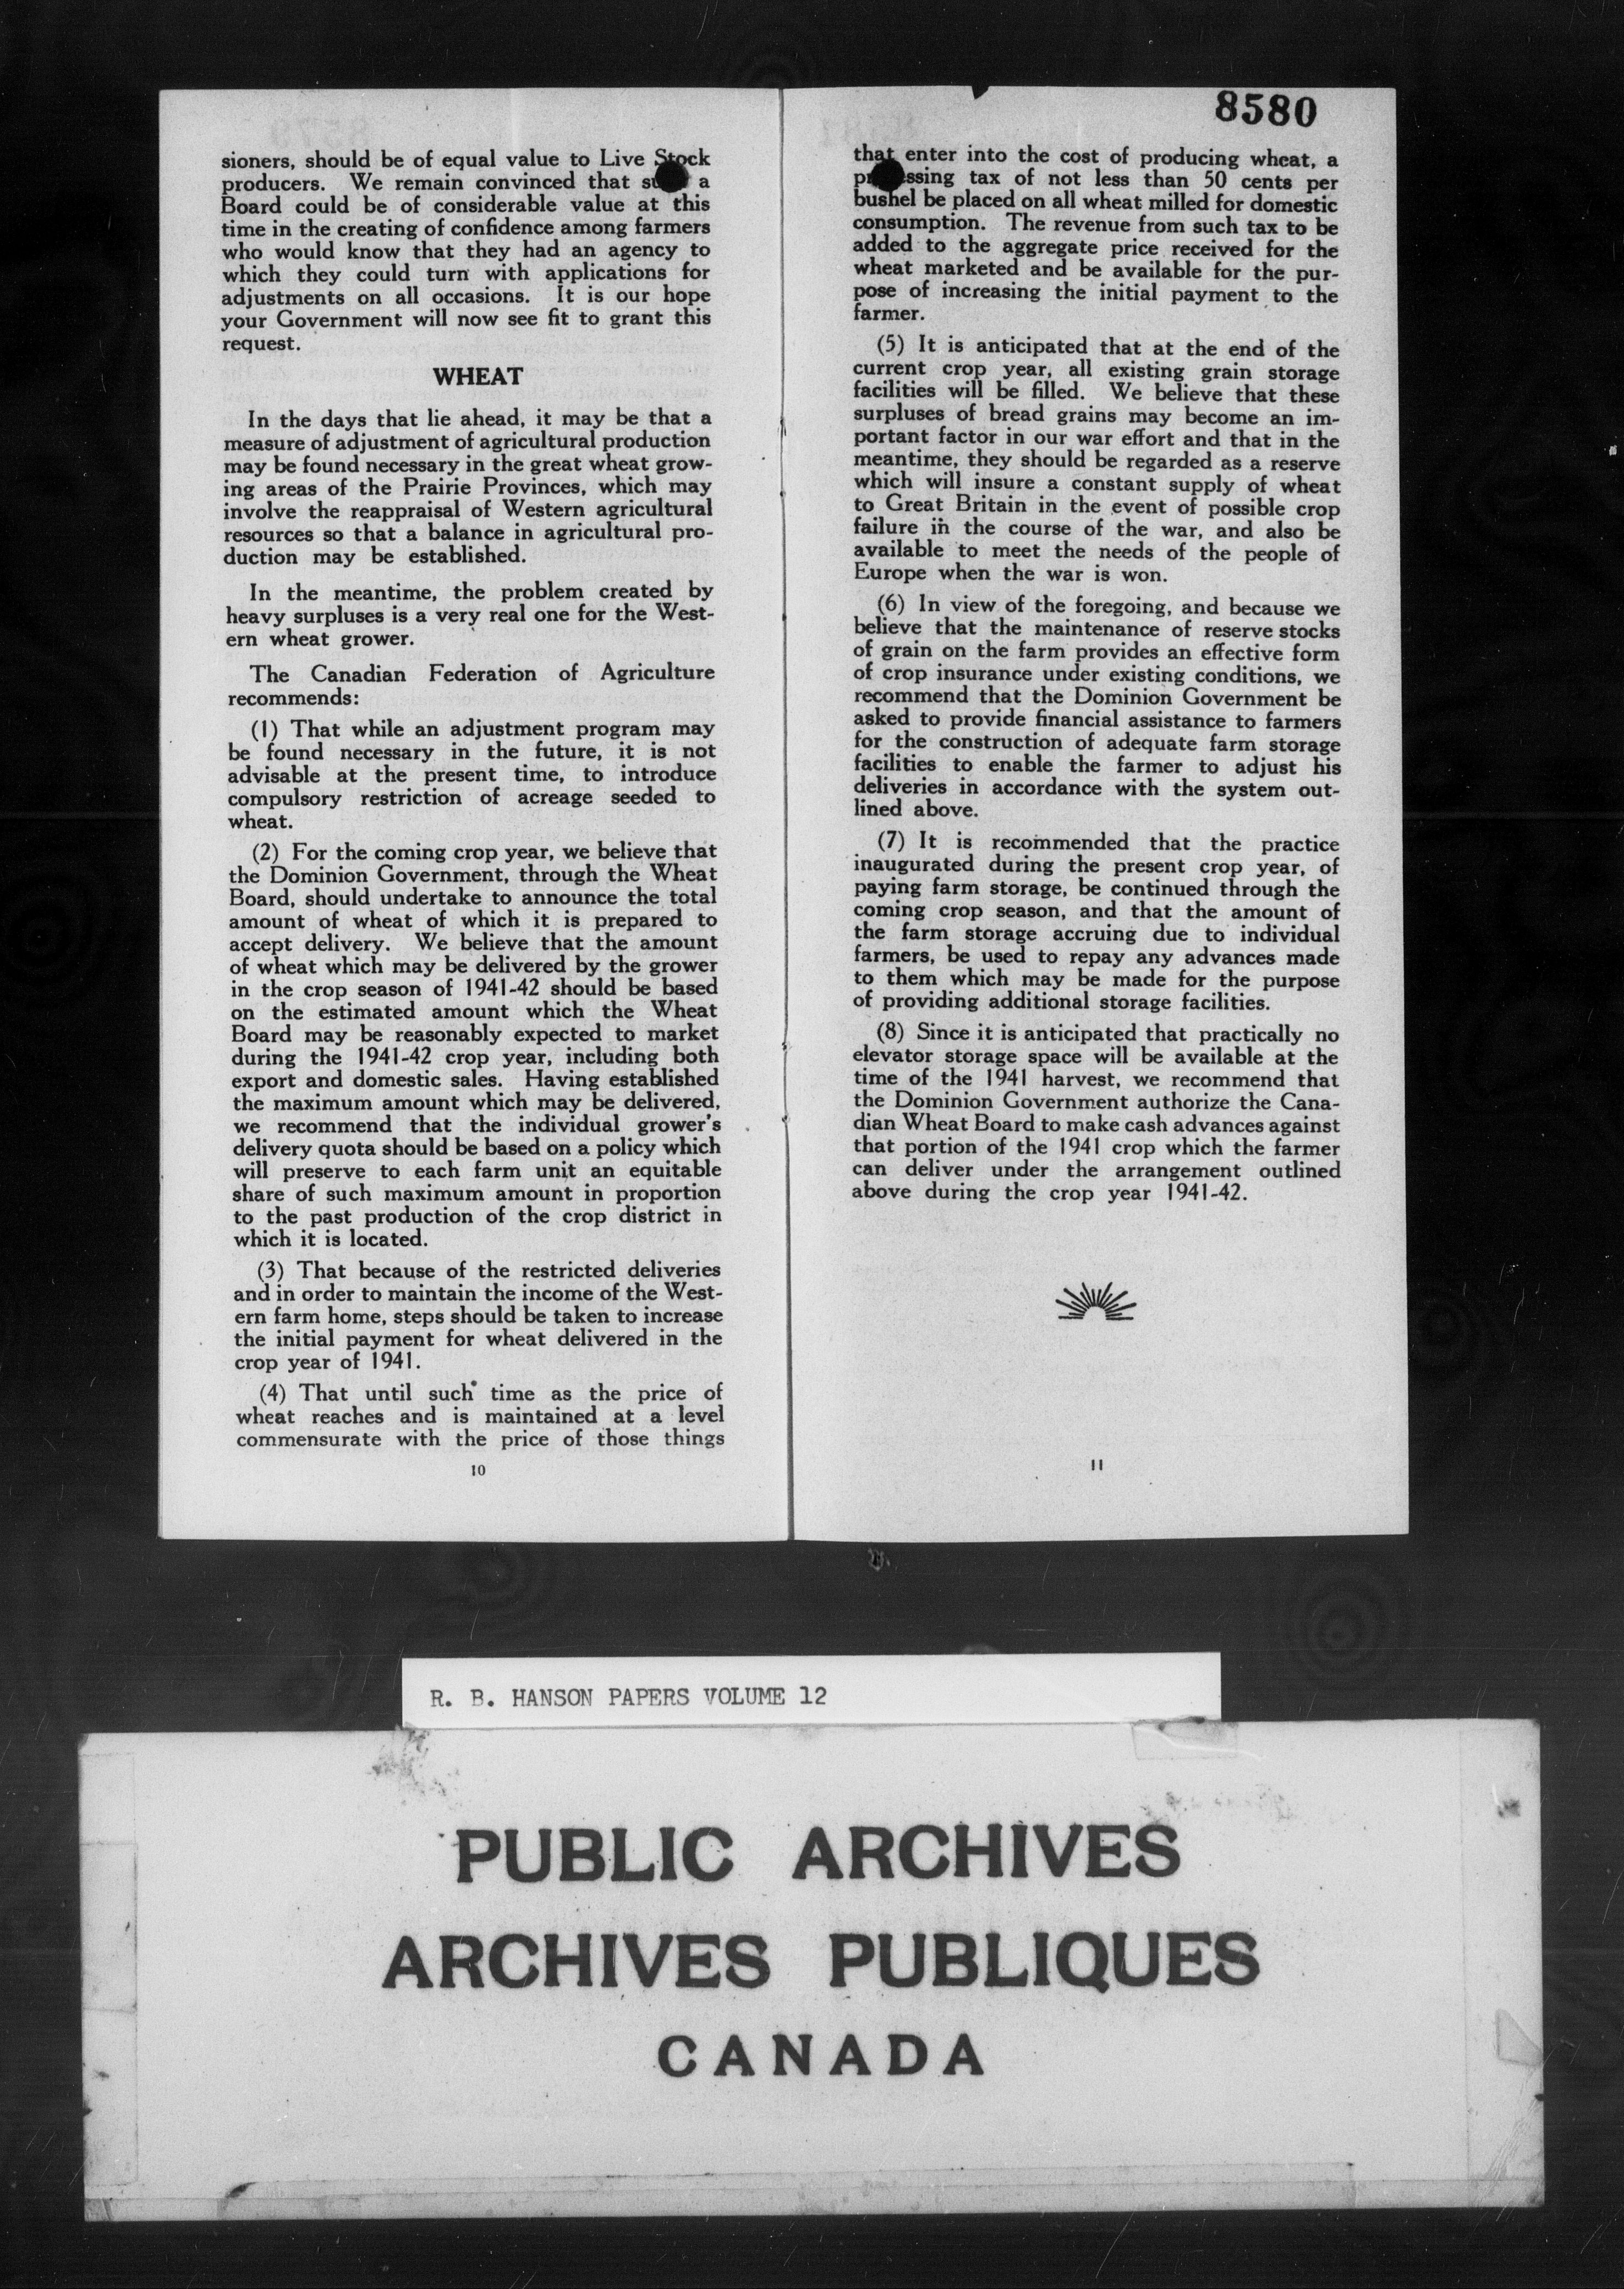 sioners, should be of equal value to Live Stock
producers. We remain convinced that a
Board could be of considerable value at this
time in the creating of confidence among farmers
who would know that they had an agency to
which they could turn with applications for
adjustments on all occasions. It is our hope
your Government will now see fit to grant this
request.
WHEAT
In the days that lie ahead, it may be that a
measure of adjustment of agricultural production
may be found necessary in the great wheat grow-
ing areas of the Prairie Provinces, which may
involve the reappraisal of Western agricultural
resources so that a balance in agricultural pro-
duction may be established.
In the meantime, the problem created by
heavy surpluses is a very real one for the West-
ern wheat grower.
The Canadian Federation of Agriculture
recommends:
(1) That while an adjustment program may
be found necessary in the future, it is not
advisable at the present time, to introduce
compulsory restriction of acreage seeded to
wheat.
(2) For the coming crop year, we believe that
the Dominion Government, through the Wheat
Board, should undertake to announce the total
amount of wheat of which it is prepared to
accept delivery. We believe that the amount
of wheat which may be delivered by the grower
in the crop season of 1941-42 should be based
on the estimated amount which the Wheat
Board may be reasonably expected to market
during the 1941-42 crop year, including both
export and domestic sales. Having established
the maximum amount which may be delivered,
we recommend that the individual grower's
delivery quota should be based on a policy which
will preserve to each farm unit an equitable
share of such maximum amount in proportion
to the past production of the crop district in
which it is located.
(3) That because of the restricted deliveries
and in order to maintain the income of the West-
ern farm home, steps should be taken to increase
the initial payment for wheat delivered in the
crop year of 1941.
(4) That until such time as the price of
wheat reaches and is maintained at a level
commensurate with the price of those things
10
8580
that enter into the cost of producing wheat, a
tax of not less than 50 cents per
bushel be placed on all wheat milled for domestic
consumption. The revenue from such tax to be
added to the aggregate price received for the
wheat marketed and be available for the pur-
pose of increasing the initial payment to the
farmer.
(5) It is anticipated that at the end of the
current crop year, all existing grain storage
facilities will be filled. We believe that these
surpluses of bread grains may become an im-
portant factor in our war effort and that in the
meantime, they should be regarded as a reserve
which will insure a constant supply of wheat
to Great Britain in the event of possible crop
failure in the course of the war, and also be
available to meet the needs of the people of
Europe when the war is won.
(6) In view of the foregoing, and because we
believe that the maintenance of reserve stocks
of grain on the farm provides an effective form
of crop insurance under existing conditions, we
recommend that the Dominion Government be
asked to provide financial assistance to farmers
for the construction of adequate farm storage
facilities to enable the farmer to adjust his
deliveries in accordance with the system out-
lined above.
(7) It is recommended that the practice
inaugurated during the present crop year, of
paying farm storage, be continued through the
coming crop season, and that the amount of
the farm storage accruing due to individual
farmers, be used to repay any advances made
to them which may be made for the purpose
of providing additional storage facilities.
(8) Since it is anticipated that practically no
elevator storage space will be available at the
time of the 1941 harvest, we recommend that
the Dominion Government authorize the Cana-
dian Wheat Board to make cash advances against
that portion of the 1941 crop which the farmer
can deliver under the arrangement outlined
above during the crop year 1941-42.
11
R. B. HANSON PAPERS VOLUME 12
PUBLIC ARCHIVES
ARCHIVES PUBLIQUES
CANADA